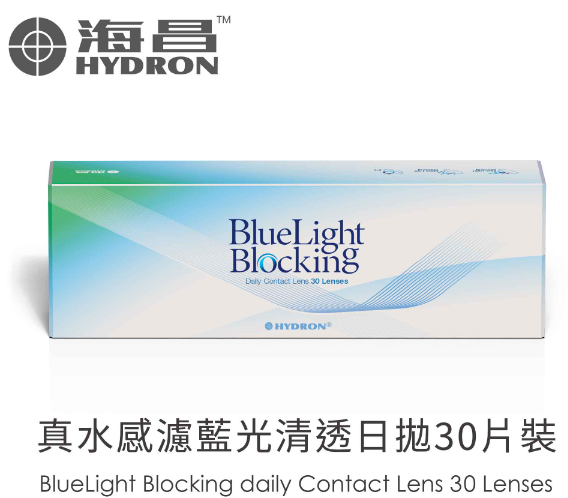 海昌™
HYDRON
BlueLight
Blocking
Daily Contact Lens 30 Lenses
HYDRON®
真水感濾藍光清透日拋30片裝
BlueLight Blocking daily Contact Lens 30 Lenses